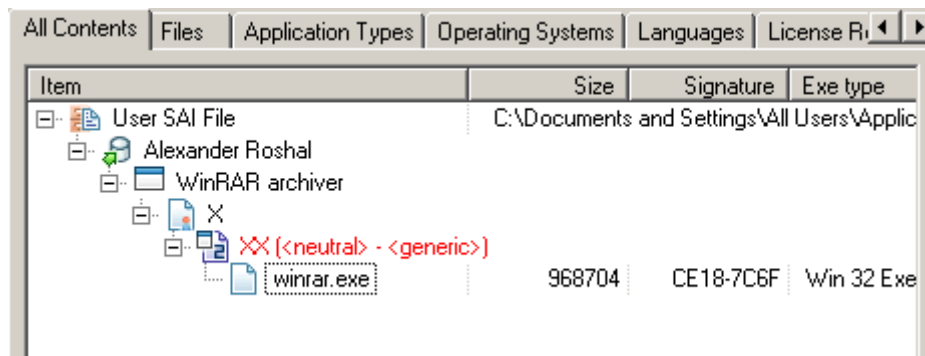 All Contents Files Application Types Operating Systems Languages License R
Item Size Signature Exe type
User SAI File C:\Documents and Settings\All Users\Applic
Alexander Roshal
WinRAR archiver
X
XX (<neutral> - <generic>)
winrar.exe 968704 CE18-7C6F Win 32 Exe